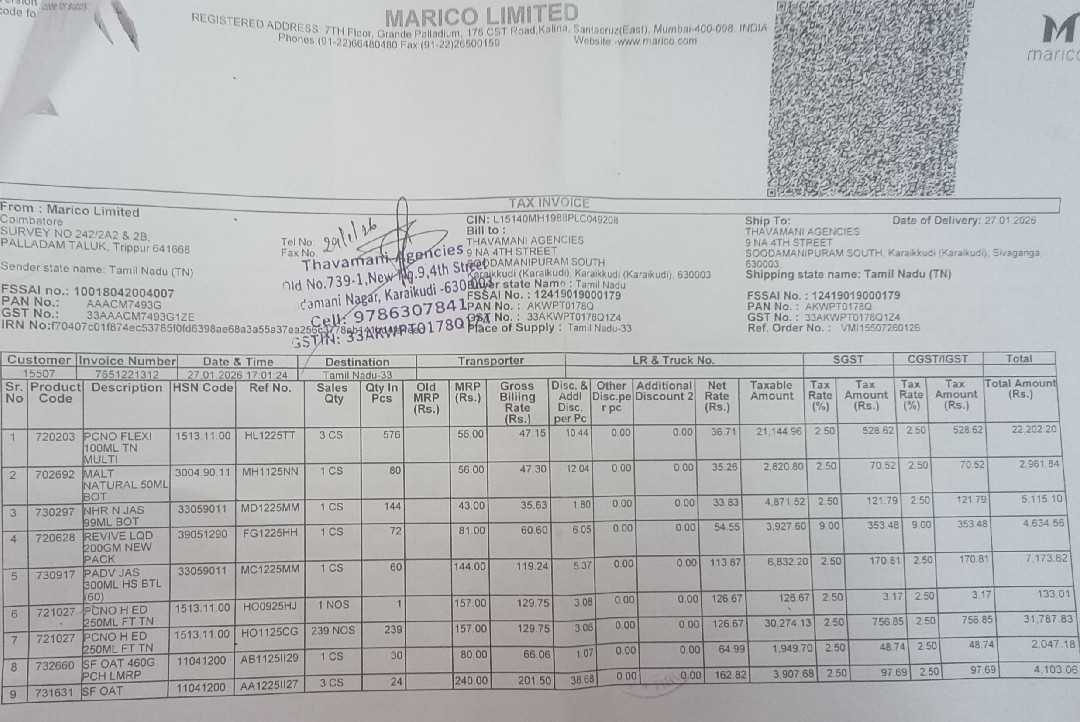 code for
MARICO LIMITED
REGISTERED ADDRESS: 7TH Floor, Grande Palladium, 175 CST Road,Kalina, Santacruz(East), Mumbai-400-098. INDIA
Phones (91-22)66480480 Fax (91-22)26500159 Website -www.marico.com
M
marico
TAX INVOICE
From : Marico Limited
Coimbatore
SURVEY NO 242/2A2 & 2B,
PALLADAM TALUK, Trippur 641668
Sender state name: Tamil Nadu (TN)
FSSAI no.: 10018042004007
PAN No.: AAACM7493G
GST No.: 33AAACM7493G1ZE
Tel No.
Fax No.
29/1/26
Thavamani Agencies
Old No.739-1,New No.9,4th Street
damani Nagar, Karaikudi -630003
Cell: 9786307841
GSTIN: 33AKWPT0178Q1Z4
CIN: L15140MH1988PLC049208
Bill to :
THAVAMANI AGENCIES
9 NA 4TH STREET
SOODAMANIPURAM SOUTH
Karaikkudi (Karaikudi), Karaikkudi (Karaikudi), 630003
state Name : Tamil Nadu
FSSAI No. : 12419019000179
PAN No. : AKWPT0178Q
: 33AKWPT0178Q1Z4
Place of Supply : Tamil Nadu-33
Ship To: Date of Delivery: 27 01 2026
THAVAMANI AGENCIES
9 NA 4TH STREET
SOODAMANIPURAM SOUTH, Karaikudi (Karaikudi), Sivaganga,
630003
Shipping state name: Tamil Nadu (TN)
FSSAI No. : 12419019000179
PAN No. : AKWPT0178Q
GST No. : 33AKWPT0178Q1Z4
Ref. Order No. : VMI15507260126
Customer Invoice Number Date & Time Destination Transporter LR & Truck No. SGST CGST/IGST Total
15507 7651221312 27.01.2026 17:01:24 Tamil Nadu-33
Sr. No Product Code Description HSN Code Ref No. Sales Qty Qty In Pcs Old MRP (Rs.) MRP (Rs.) Gross Billing Rate (Rs.) Disc. & Addl Disc. per Pc Other Disc.pe r pc Additional Discount 2 Net Rate (Rs.) Taxable Amount Tax Rate (%) Tax Amount (Rs.) Tax Rate (%) Tax Amount (Rs.) Total Amount (Rs.)
1 720203 PCNO FLEXI 100ML TN MULTI 1513.11.00 HL1225TT 3 CS 576 56.00 47.15 10.44 0.00 0.00 36.71 21,144.96 2.50 528.62 2.50 528.62 22,202.20
2 702692 MALT NATURAL 50ML BOT 3004.90.11 MH1125NN 1 CS 80 56.00 47.30 12.04 0.00 0.00 35.26 2,820.80 2.50 70.52 2.50 70.52 2,961.84
3 730297 NHR N JAS 99ML BOT 33059011 MD1225MM 1 CS 144 43.00 35.63 1.80 0.00 0.00 33.83 4,871.52 2.50 121.79 2.50 121.79 5,115.10
4 720628 REVIVE LQD 200GM NEW PACK 39051290 FG1225HH 1 CS 72 81.00 60.60 6.05 0.00 0.00 54.55 3,927.60 9.00 353.48 9.00 353.48 4,634.56
5 730917 PADV JAS 300ML HS BTL (60) 33059011 MC1225MM 1 CS 60 144.00 119.24 5.37 0.00 0.00 113.87 6,832.20 2.50 170.81 2.50 170.81 7,173.82
6 721027 PCNO H ED 250ML FT TN 1513.11.00 HO0925HJ 1 NOS 1 157.00 129.75 3.08 0.00 0.00 126.67 126.67 2.50 3.17 2.50 3.17 133.01
7 721027 PCNO H ED 250ML FT TN 1513.11.00 HO1125CG 239 NOS 239 157.00 129.75 3.08 0.00 0.00 126.67 30,274.13 2.50 756.85 2.50 756.85 31,787.83
8 732660 SF OAT 460G PCH LMRP 11041200 AB1125II29 1 CS 30 80.00 66.06 1.07 0.00 0.00 64.99 1,949.70 2.50 48.74 2.50 48.74 2,047.18
9 731631 SF OAT 11041200 AA1225II27 3 CS 24 240.00 201.50 38.68 0.00 0.00 162.82 3,907.68 2.50 97.69 2.50 97.69 4,103.06